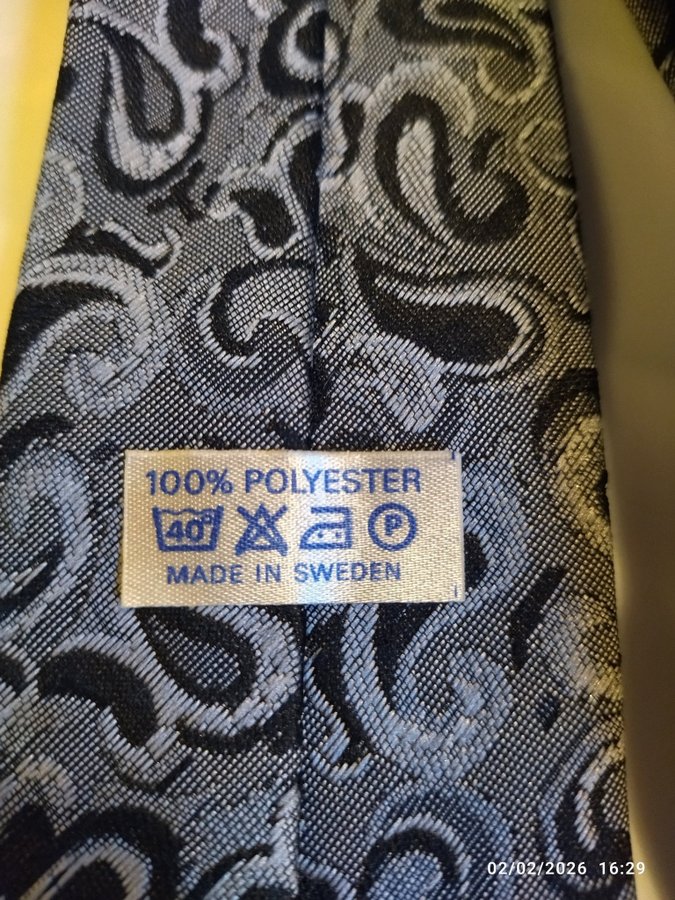 100% POLYESTER
40° P
MADE IN SWEDEN
02/02/2026 16:29